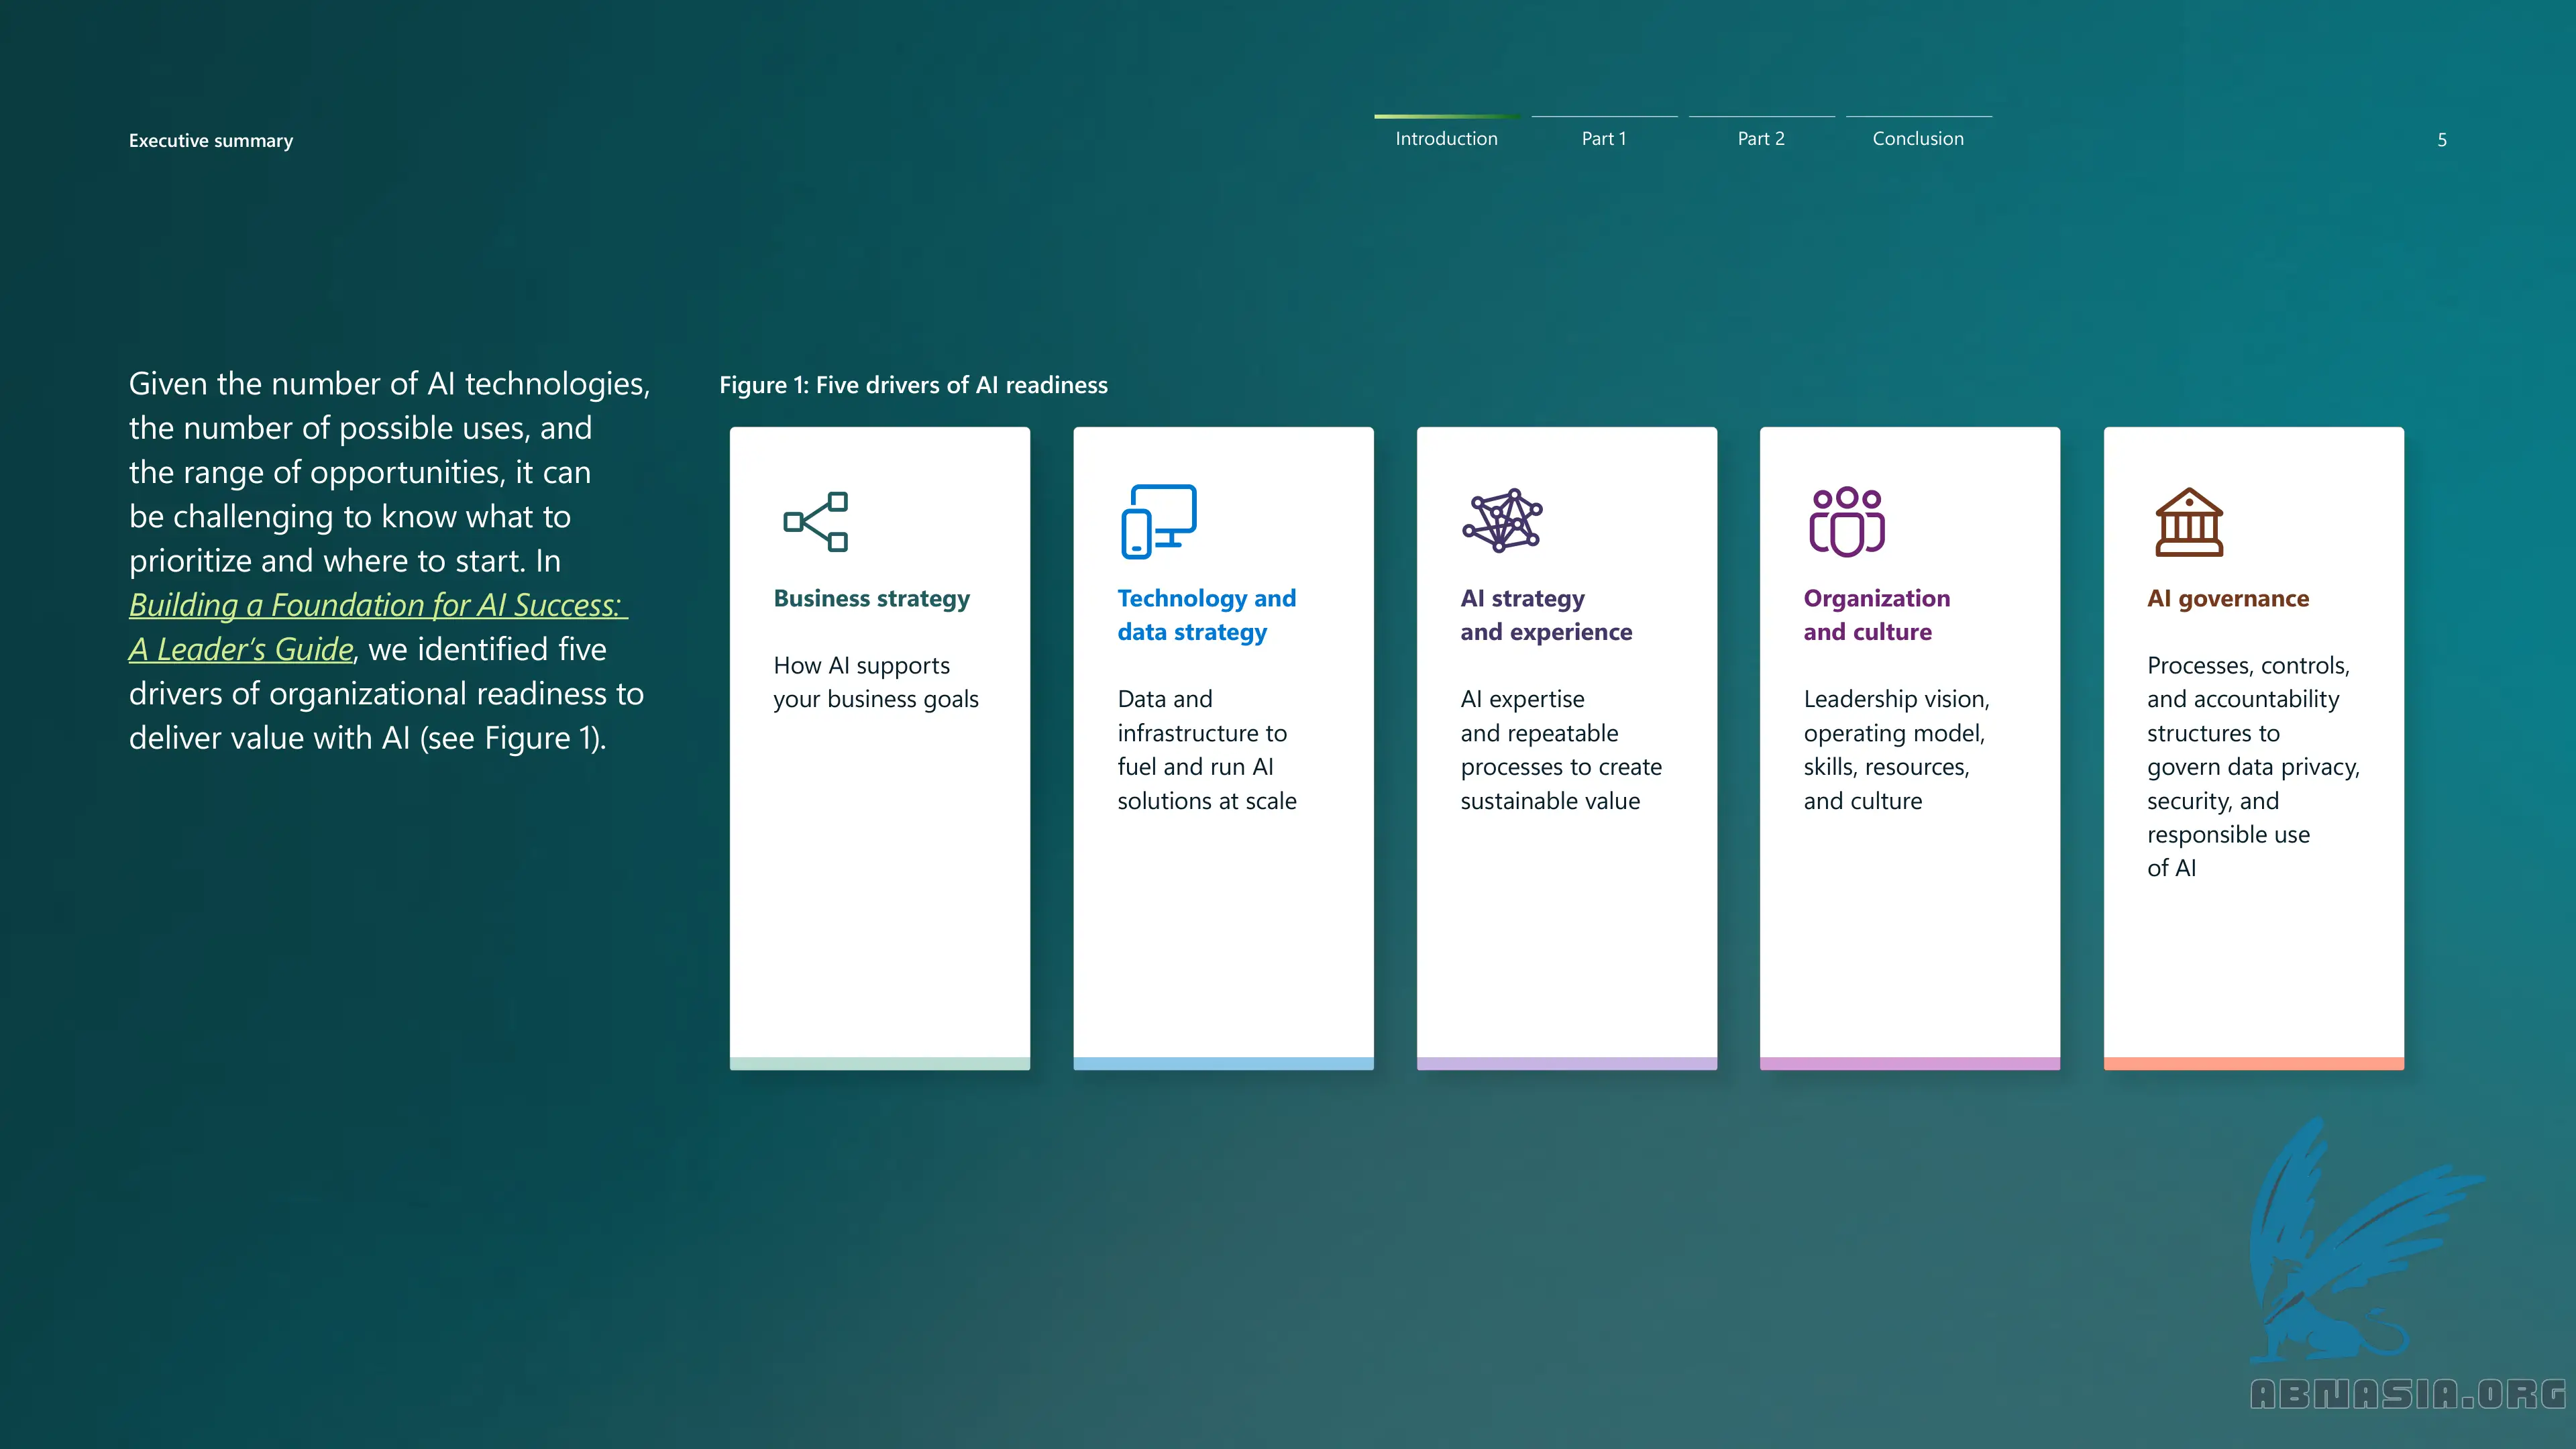 Executive summary
Introduction
Part 1
Part 2
Conclusion
5
Given the number of AI technologies,
the number of possible uses, and
the range of opportunities, it can
be challenging to know what to
prioritize and where to start. In
Building a Foundation for AI Success:
A Leader’s Guide, we identified five
drivers of organizational readiness to
deliver value with AI (see Figure 1).
Figure 1: Five drivers of AI readiness
Business strategy
How AI supports
your business goals
Technology and
data strategy
Data and
infrastructure to
fuel and run AI
solutions at scale
AI strategy
and experience
AI expertise
and repeatable
processes to create
sustainable value
Organization
and culture
Leadership vision,
operating model,
skills, resources,
and culture
AI governance
Processes, controls,
and accountability
structures to
govern data privacy,
security, and
responsible use
of AI
ABNASIA.ORG